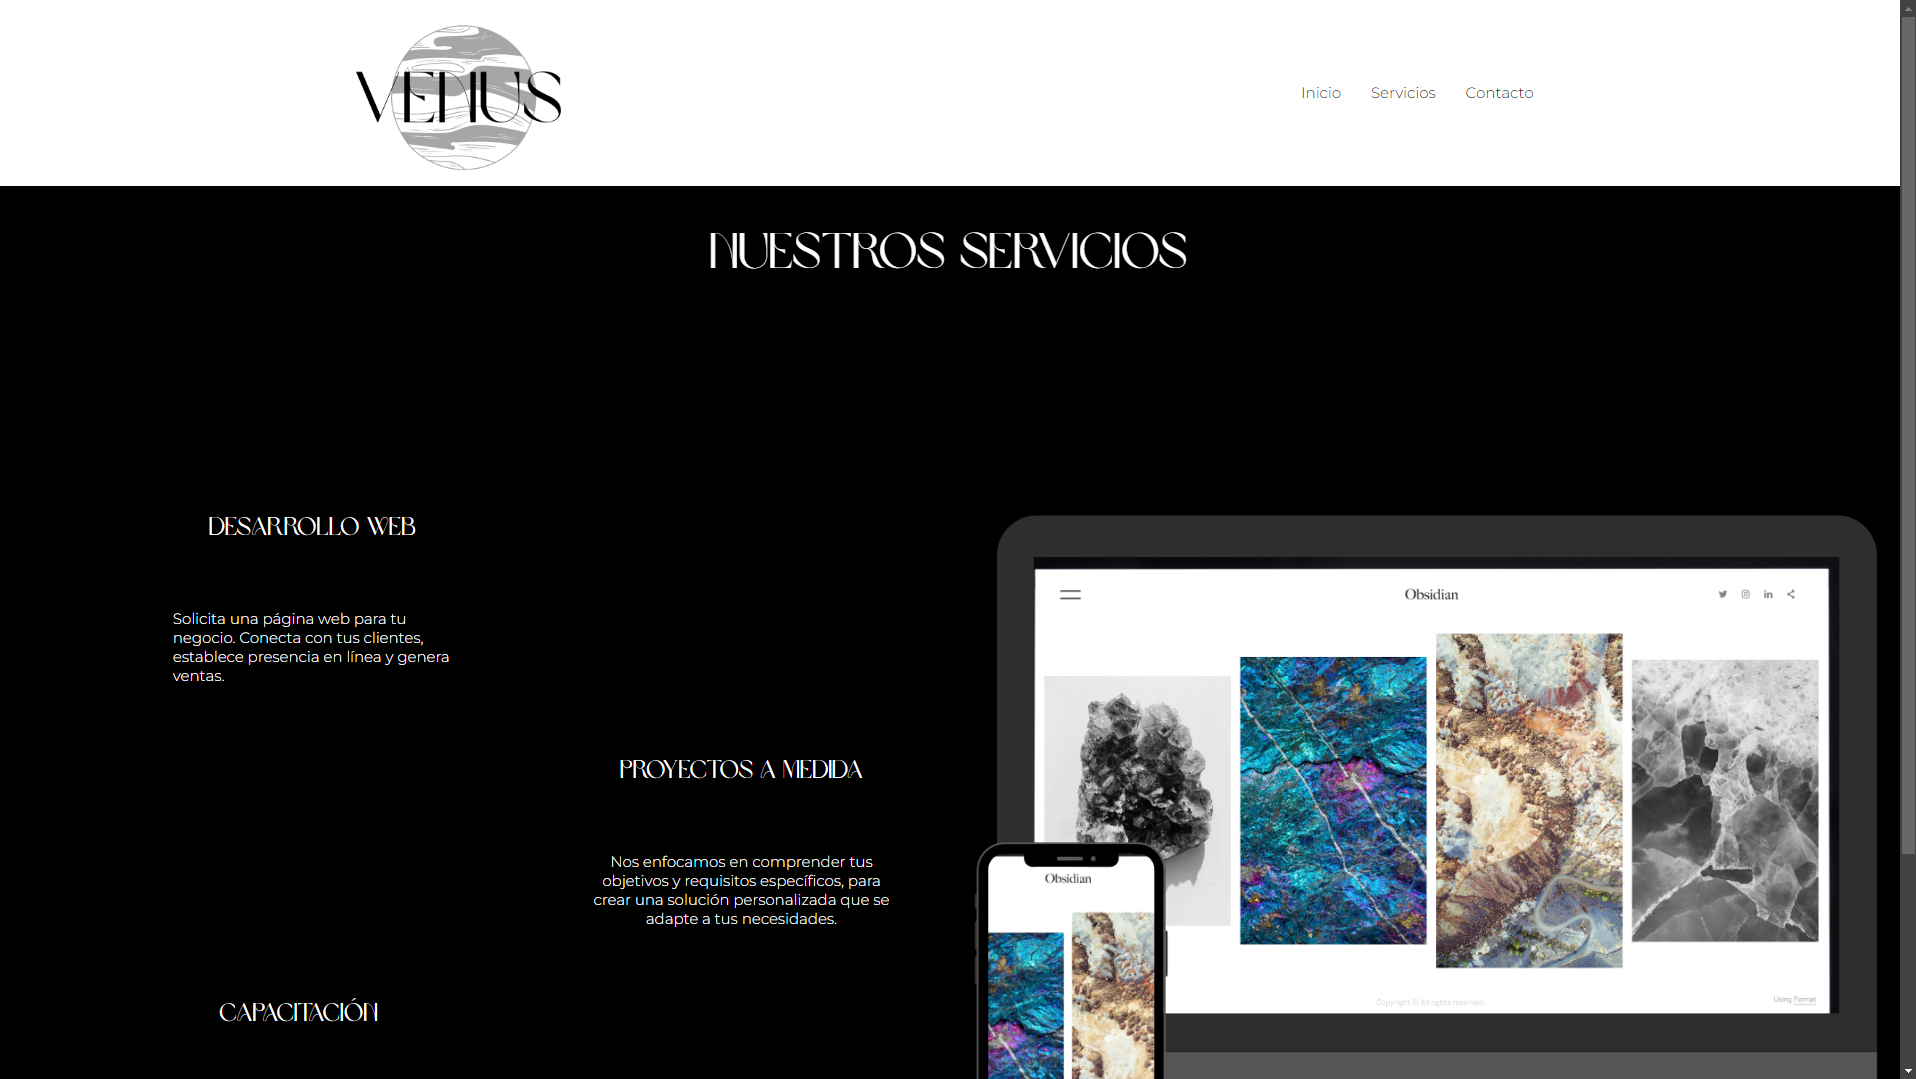 VENUS
Inicio
Servicios
Contacto
NUESTROS SERVICIOS
DESARROLLO WEB
Solicita una página web para tu
negocio. Conecta con tus clientes,
establece presencia en línea y genera
ventas.
PROYECTOS A MEDIDA
Nos enfocamos en comprender tus
objetivos y requisitos específicos, para
crear una solución personalizada que se
adapte a tus necesidades.
CAPACITACIÓN
Obsidian
Copyright © All rights reserved.
Using Format
Obsidian